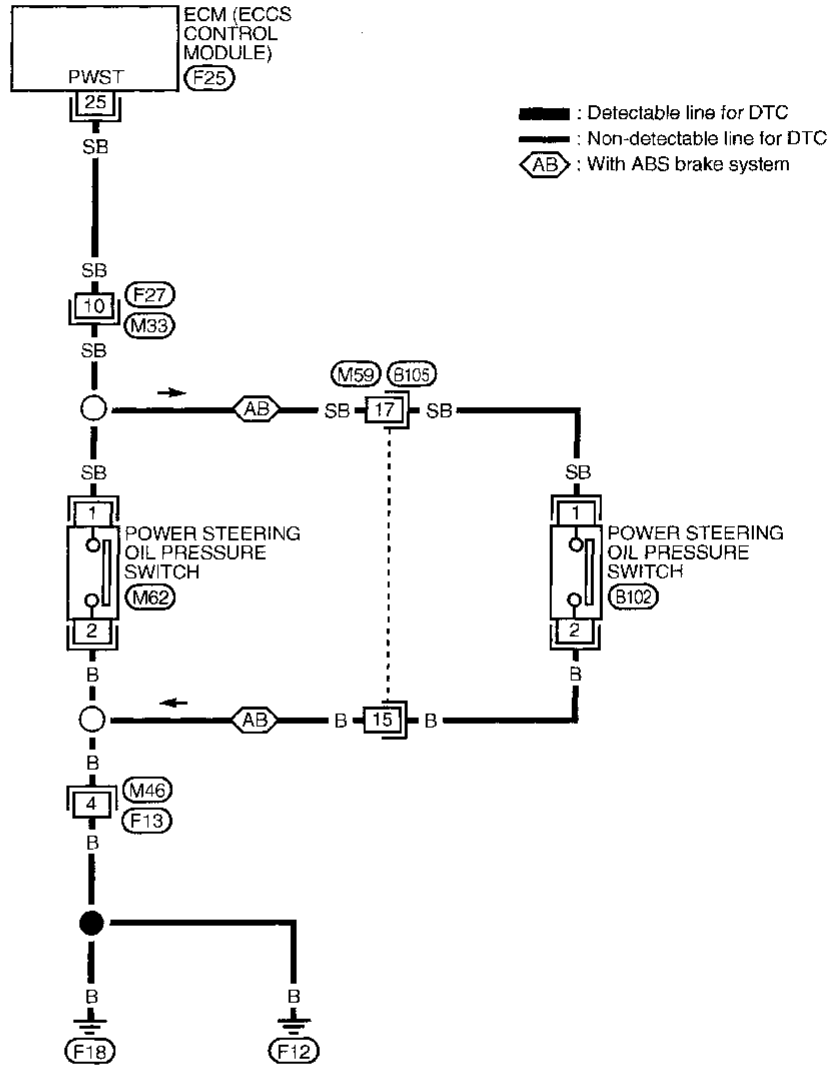 ECM (ECCS
CONTROL
MODULE)
F25
PWST
25
: Detectable line for DTC
: Non-detectable line for DTC
AB : With ABS brake system
SB
SB
10
F27
M33
SB
M59 B105
AB SB 17 SB
SB
SB
1
1
POWER STEERING
OIL PRESSURE
SWITCH
M62
POWER STEERING
OIL PRESSURE
SWITCH
B102
2
2
B
B
AB B 15 B
B
4
M46
F13
B
B
B
F18
F12